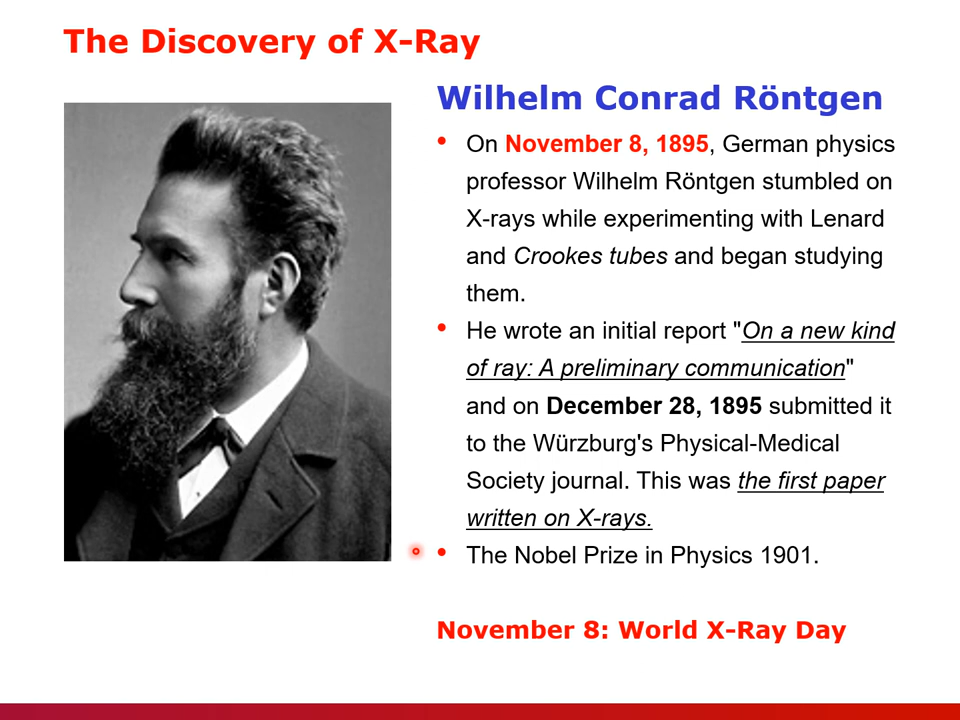 The Discovery of X-Ray
Wilhelm Conrad Röntgen
• On November 8, 1895, German physics
professor Wilhelm Röntgen stumbled on
X-rays while experimenting with Lenard
and Crookes tubes and began studying
them.
• He wrote an initial report "On a new kind
of ray: A preliminary communication"
and on December 28, 1895 submitted it
to the Würzburg's Physical-Medical
Society journal. This was the first paper
written on X-rays.
• The Nobel Prize in Physics 1901.
November 8: World X-Ray Day